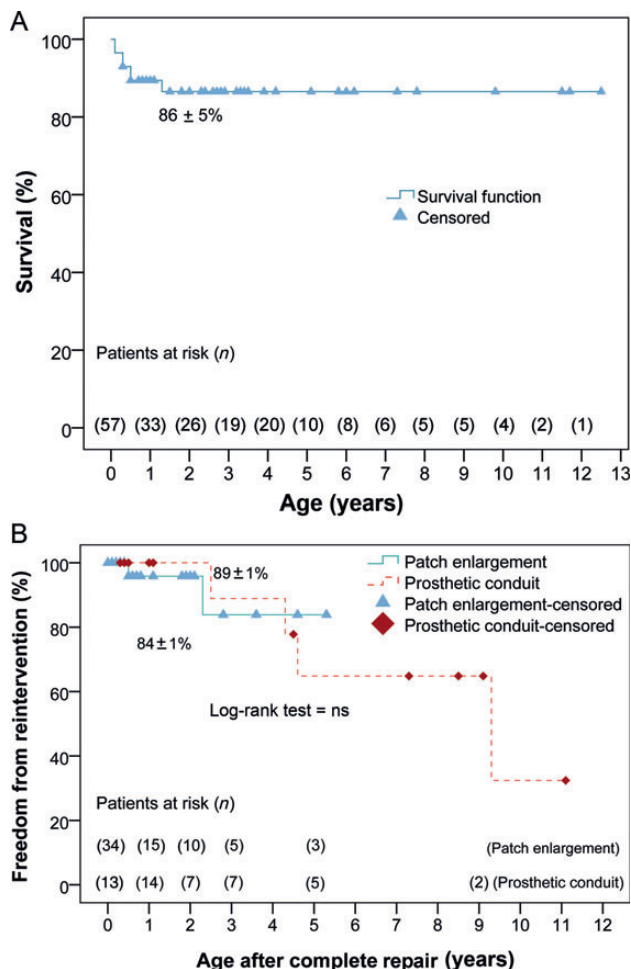 A
100
80
60
40
20
0
Survival (%)
86 ± 5%
Survival function
Censored
Patients at risk (n)
(57) (33) (26) (19) (20) (10) (8) (6) (5) (5) (4) (2) (1)
0 1 2 3 4 5 6 7 8 9 10 11 12 13
Age (years)
B
100
80
60
40
20
0
Freedom from reintervention (%)
Patch enlargement
Prosthetic conduit
Patch enlargement-censored
Prosthetic conduit-censored
89 ± 1%
84 ± 1%
Log-rank test = ns
Patients at risk (n)
(34) (15) (10) (5) (3) (Patch enlargement)
(13) (14) (7) (7) (5) (2) (Prosthetic conduit)
0 1 2 3 4 5 6 7 8 9 10 11 12
Age after complete repair (years)